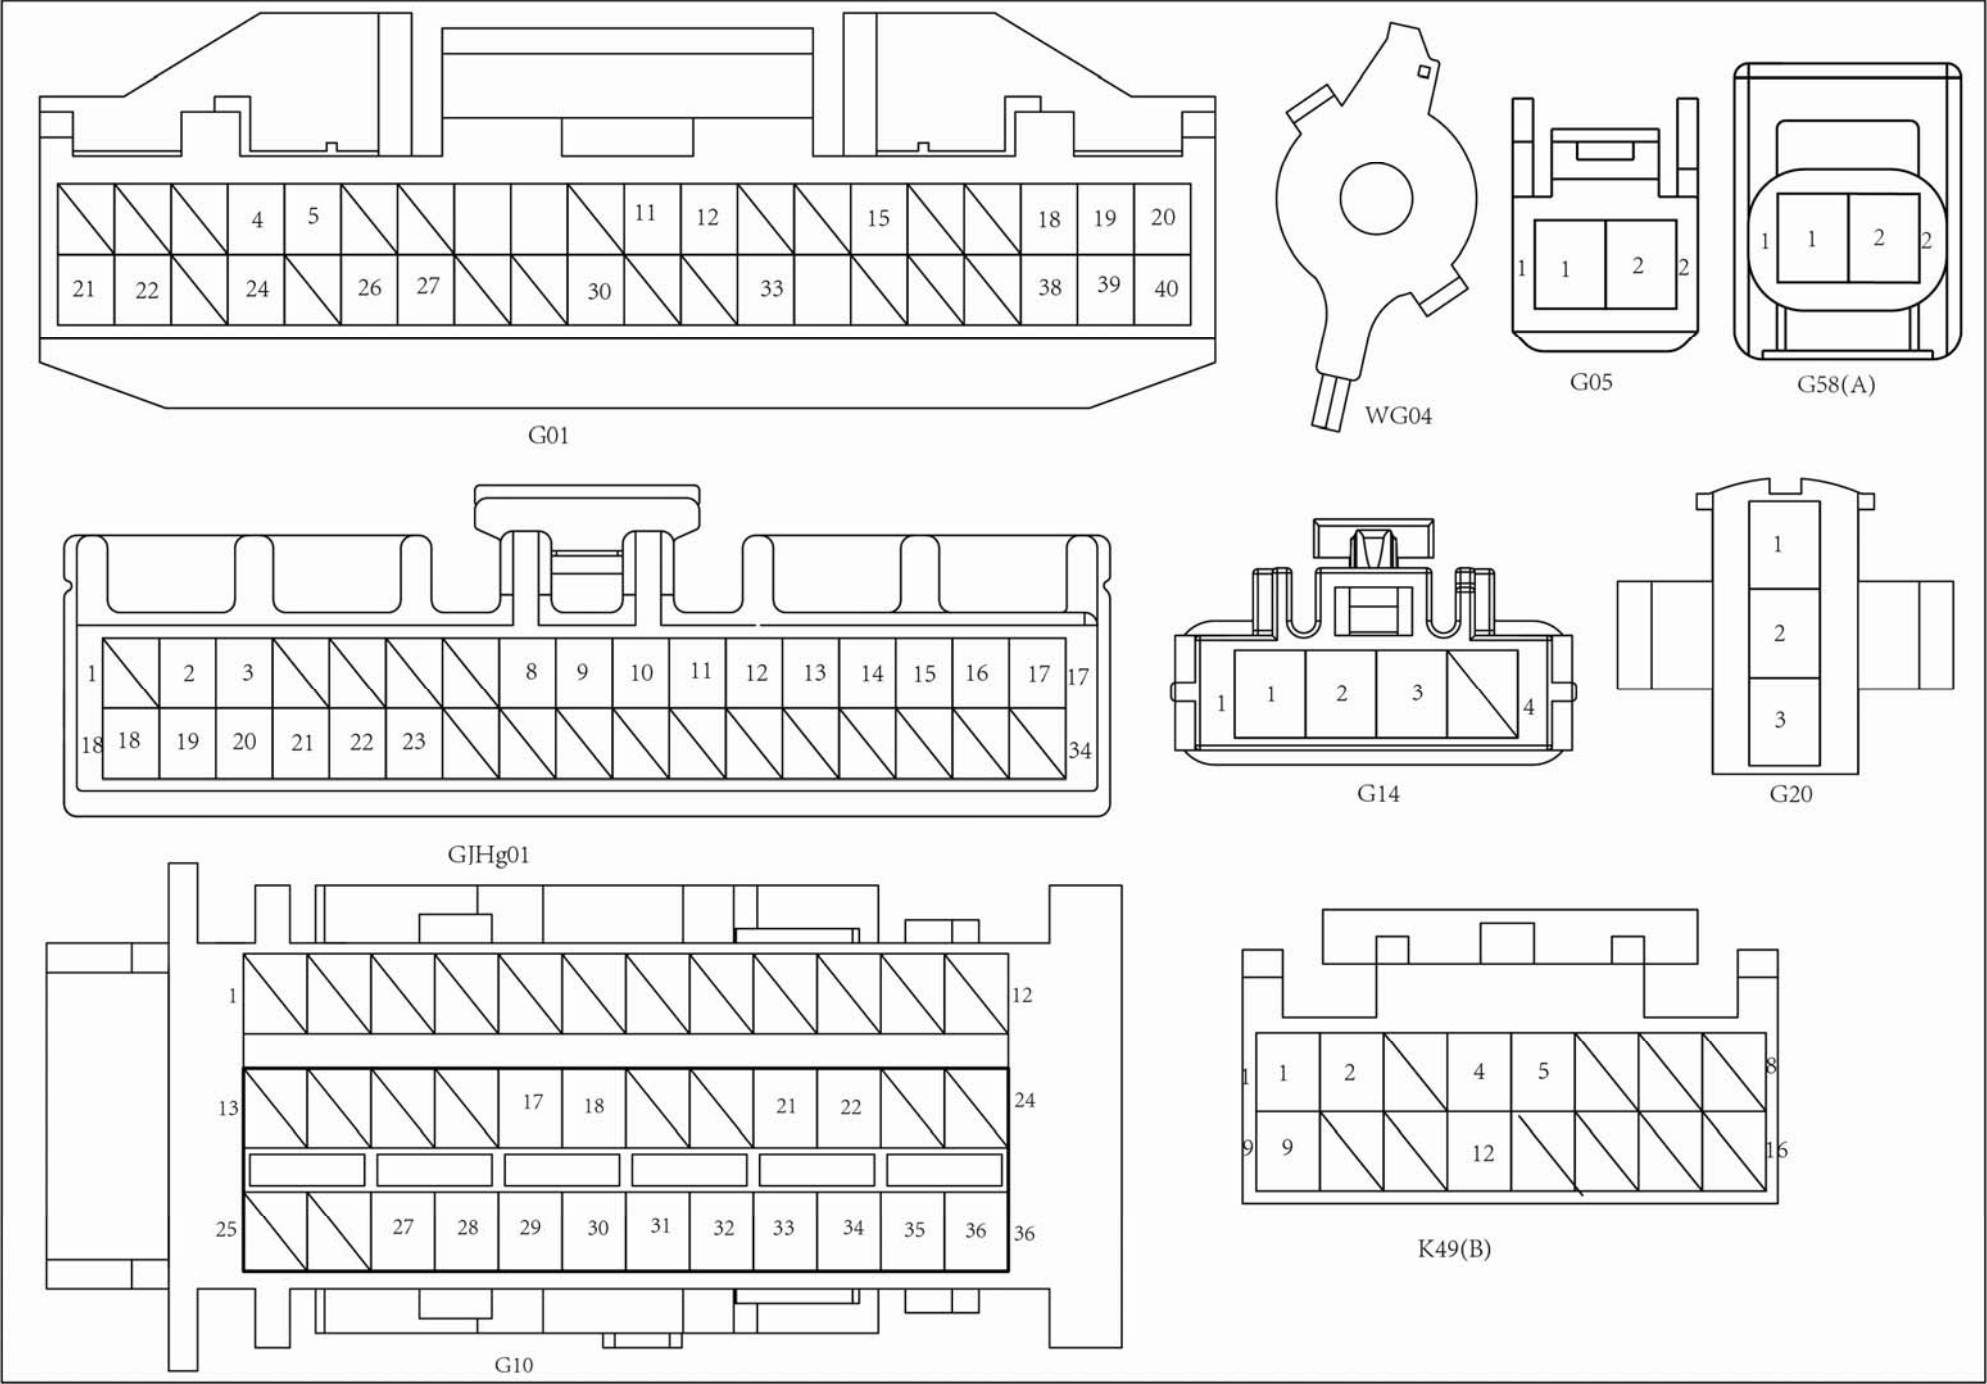 4 5 11 12 15 18 19 20
21 22 24 26 27 30 33 38 39 40
G01
WG04
1 1 2 2
G05
1 1 2 2
G58(A)
1 2 3 8 9 10 11 12 13 14 15 16 17 17
18 18 19 20 21 22 23 34
GJHg01
1 1 2 3 4
G14
1
2
3
G20
1 12
13 17 18 21 22 24
25 27 28 29 30 31 32 33 34 35 36 36
G10
1 1 2 4 5 8
9 9 12 16
K49(B)